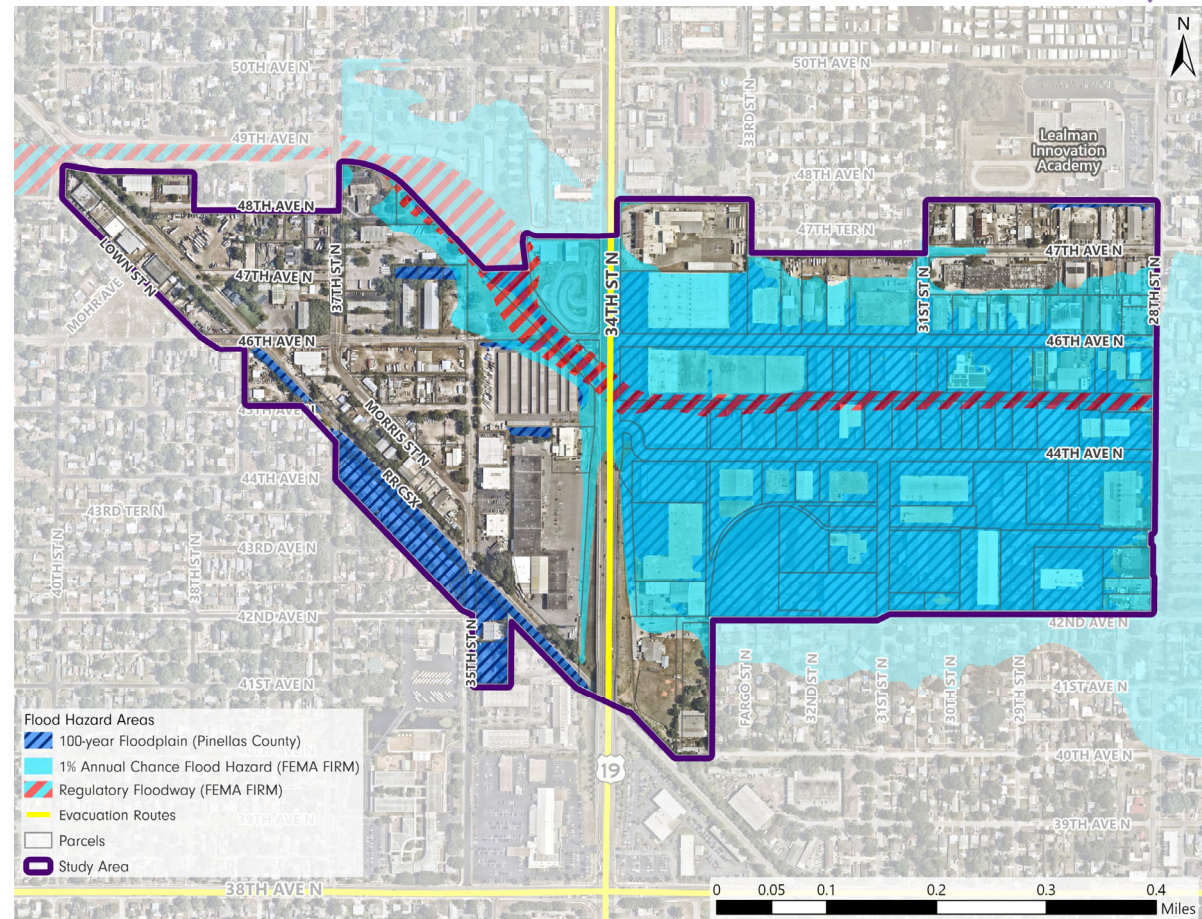 N
50TH AVE N
50TH AVE N
33RD ST N
49TH AVE N
Lealman
Innovation
Academy
48TH AVE N
48TH AVE N
47TH TER N
LOWN ST N
37TH ST N
47TH AVE N
34TH ST N
47TH AVE N
31ST ST N
28TH ST N
MOHR AVE
46TH AVE N
46TH AVE N
45TH AVE N
MORRIS ST N
44TH AVE N
44TH AVE N
RR CSX
43RD TER N
40TH ST N
38TH ST N
43RD AVE N
42ND AVE N
42ND AVE N
35TH ST N
41ST AVE N
FARGO ST N
32ND ST N
31ST ST N
30TH ST N
29TH ST N
41ST AVE N
40TH AVE N
19
39TH AVE N
39TH AVE N
38TH AVE N
Flood Hazard Areas
100-year Floodplain (Pinellas County)
1% Annual Chance Flood Hazard (FEMA FIRM)
Regulatory Floodway (FEMA FIRM)
Evacuation Routes
Parcels
Study Area
0 0.05 0.1 0.2 0.3 0.4
Miles